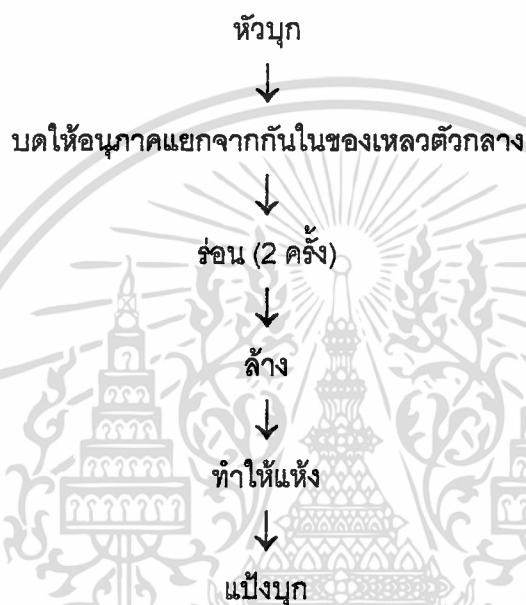 หัวบุก
↓
บดให้อนุภาคแยกจากกันในของเหลวตัวกลาง
↓
ร่อน (2 ครั้ง)
↓
ล้าง
↓
ทำให้แห้ง
↓
แป้งบุก